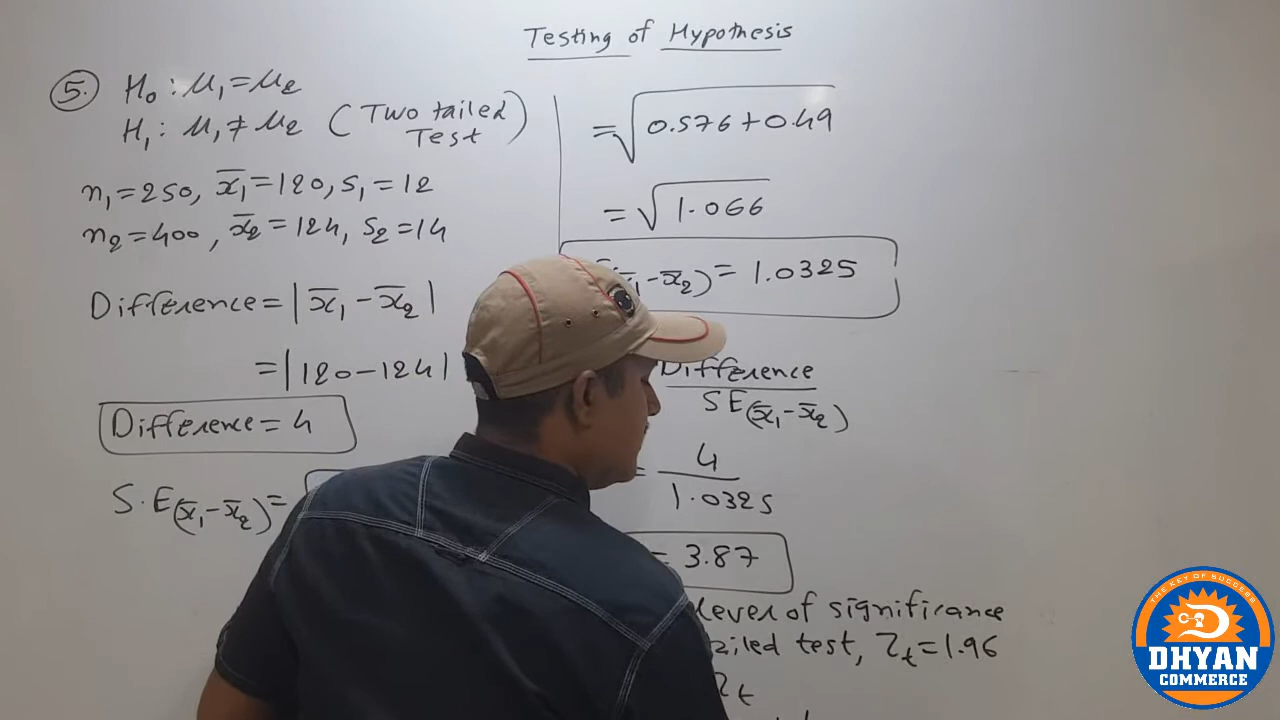 Testing of Hypothesis
5. H₀ : μ₁ = μ₂
H₁ : μ₁ ≠ μ₂ (Two tailed Test)
n₁ = 250, x̄₁ = 120, s₁ = 12
n₂ = 400, x̄₂ = 124, s₂ = 14
Difference = |x̄₁ - x̄₂|
= |120 - 124|
Difference = 4
S.E(x̄₁ - x̄₂) =
= √0.576 + 0.49
= √1.066
x̄₁ - x̄₂) = 1.0325
Difference
SE(x̄₁ - x̄₂)
= 4
1.0325
= 3.87
level of significance
tailed test, Zt = 1.96
Zt
THE KEY OF SUCCESS
DHYAN
COMMERCE